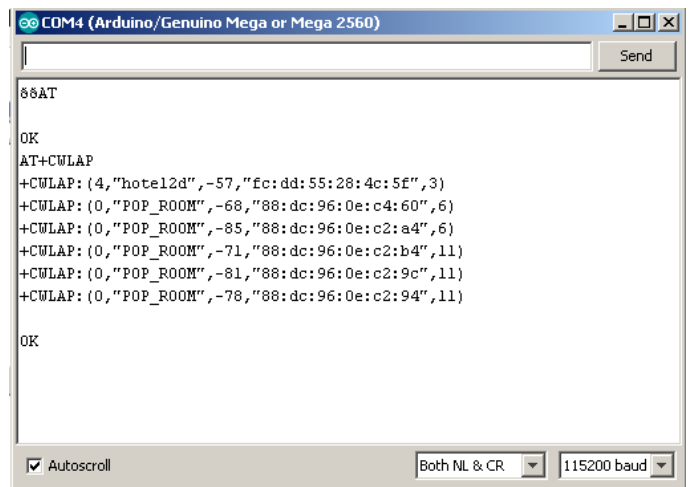 COM4 (Arduino/Genuino Mega or Mega 2560)
Send
ððAT
OK
AT+CWLAP
+CWLAP:(4,"hotel2d",-57,"fc:dd:55:28:4c:5f",3)
+CWLAP:(0,"POP_ROOM",-68,"88:dc:96:0e:c4:60",6)
+CWLAP:(0,"POP_ROOM",-85,"88:dc:96:0e:c2:a4",6)
+CWLAP:(0,"POP_ROOM",-71,"88:dc:96:0e:c2:b4",11)
+CWLAP:(0,"POP_ROOM",-81,"88:dc:96:0e:c2:9c",11)
+CWLAP:(0,"POP_ROOM",-78,"88:dc:96:0e:c2:94",11)
OK
Autoscroll
Both NL & CR
115200 baud